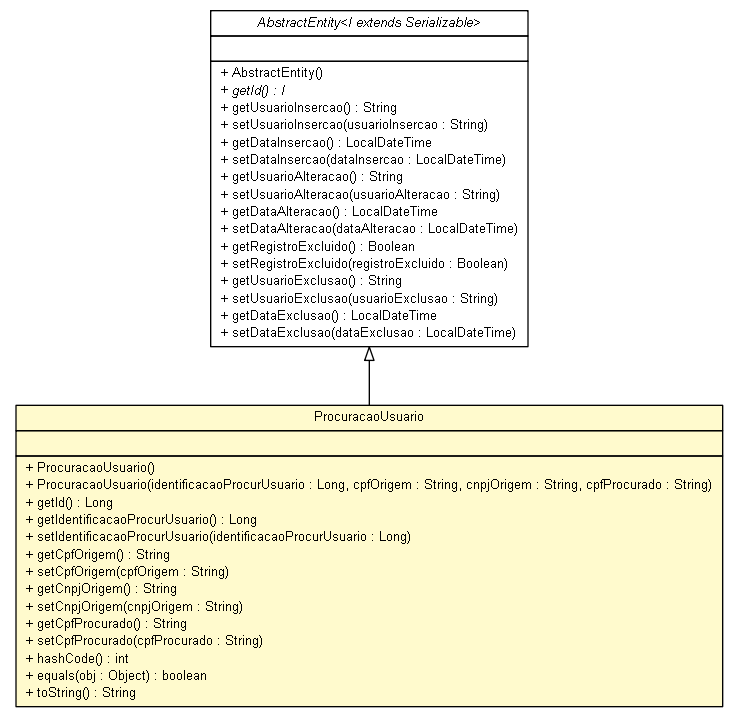 AbstractEntity<I extends Serializable>
+ AbstractEntity()
+ getId() : I
+ getUsuarioInsercao() : String
+ setUsuarioInsercao(usuarioInsercao : String)
+ getDataInsercao() : LocalDateTime
+ setDataInsercao(dataInsercao : LocalDateTime)
+ getUsuarioAlteracao() : String
+ setUsuarioAlteracao(usuarioAlteracao : String)
+ getDataAlteracao() : LocalDateTime
+ setDataAlteracao(dataAlteracao : LocalDateTime)
+ getRegistroExcluido() : Boolean
+ setRegistroExcluido(registroExcluido : Boolean)
+ getUsuarioExclusao() : String
+ setUsuarioExclusao(usuarioExclusao : String)
+ getDataExclusao() : LocalDateTime
+ setDataExclusao(dataExclusao : LocalDateTime)
ProcuracaoUsuario
+ ProcuracaoUsuario()
+ ProcuracaoUsuario(identificacaoProcurUsuario : Long, cpfOrigem : String, cnpjOrigem : String, cpfProcurado : String)
+ getId() : Long
+ getIdentificacaoProcurUsuario() : Long
+ setIdentificacaoProcurUsuario(identificacaoProcurUsuario : Long)
+ getCpfOrigem() : String
+ setCpfOrigem(cpfOrigem : String)
+ getCnpjOrigem() : String
+ setCnpjOrigem(cnpjOrigem : String)
+ getCpfProcurado() : String
+ setCpfProcurado(cpfProcurado : String)
+ hashCode() : int
+ equals(obj : Object) : boolean
+ toString() : String